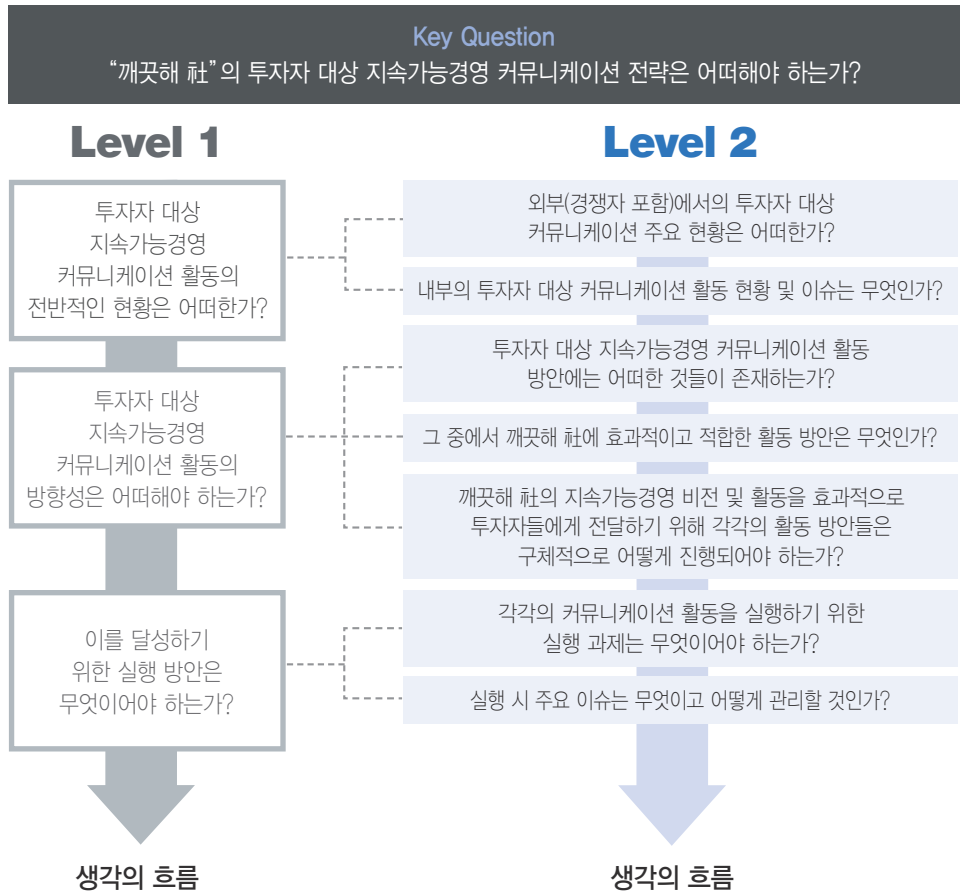 Key Question
“깨끗해 社”의 투자자 대상 지속가능경영 커뮤니케이션 전략은 어떠해야 하는가?
Level 1
Level 2
투자자 대상
지속가능경영
커뮤니케이션 활동의
전반적인 현황은 어떠한가?
외부(경쟁자 포함)에서의 투자자 대상
커뮤니케이션 주요 현황은 어떠한가?
내부의 투자자 대상 커뮤니케이션 활동 현황 및 이슈는 무엇인가?
투자자 대상
지속가능경영
커뮤니케이션 활동의
방향성은 어떠해야 하는가?
투자자 대상 지속가능경영 커뮤니케이션 활동
방안에는 어떠한 것들이 존재하는가?
그 중에서 깨끗해 社에 효과적이고 적합한 활동 방안은 무엇인가?
깨끗해 社의 지속가능경영 비전 및 활동을 효과적으로
투자자들에게 전달하기 위해 각각의 활동 방안들은
구체적으로 어떻게 진행되어야 하는가?
이를 달성하기
위한 실행 방안은
무엇이어야 하는가?
각각의 커뮤니케이션 활동을 실행하기 위한
실행 과제는 무엇이어야 하는가?
실행 시 주요 이슈는 무엇이고 어떻게 관리할 것인가?
생각의 흐름
생각의 흐름